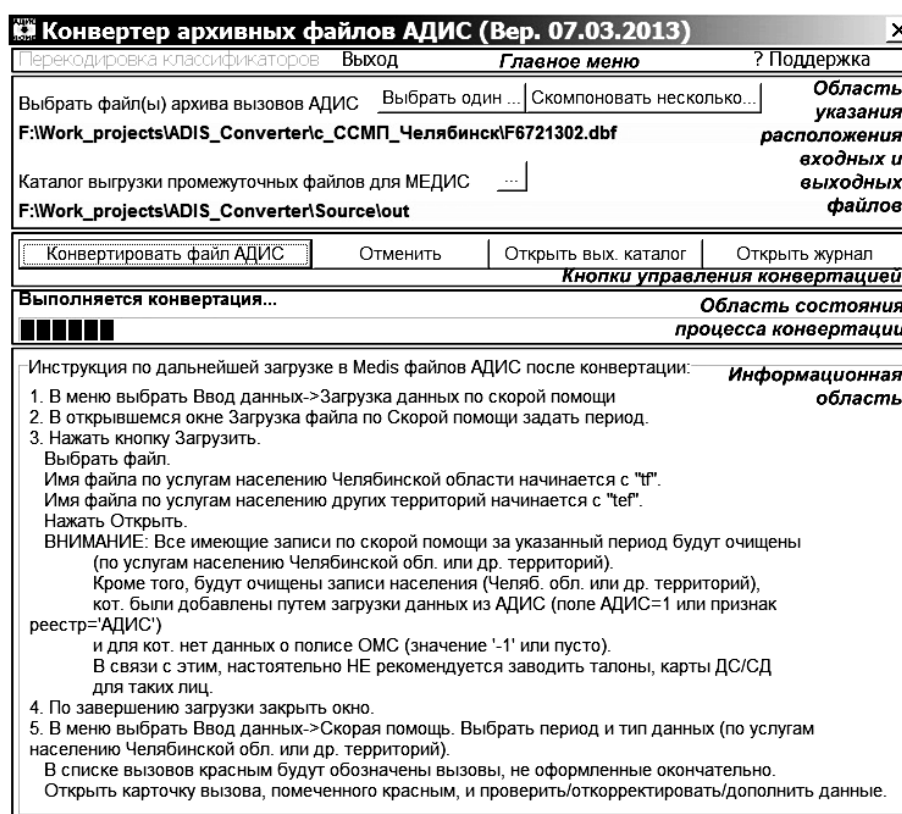 Конвертер архивных файлов АДИС (Вер. 07.03.2013)
Перекодировка классификаторов Выход Главное меню ? Поддержка
Область
указания
расположения
входных и
выходных
файлов
Выбрать файл(ы) архива вызовов АДИС Выбрать один ... Скомпоновать несколько...
F:\Work_projects\ADIS_Converter\с_ССМП_Челябинск\F6721302.dbf
Каталог выгрузки промежуточных файлов для МЕДИС ...
F:\Work_projects\ADIS_Converter\Source\out
Конвертировать файл АДИС Отменить Открыть вых. каталог Открыть журнал
Кнопки управления конвертацией
Выполняется конвертация...
Область состояния
процесса конвертации
Инструкция по дальнейшей загрузке в Medis файлов АДИС после конвертации:
Информационная
область
1. В меню выбрать Ввод данных->Загрузка данных по скорой помощи
2. В открывшемся окне Загрузка файла по Скорой помощи задать период.
3. Нажать кнопку Загрузить.
Выбрать файл.
Имя файла по услугам населению Челябинской области начинается с "tf".
Имя файла по услугам населению других территорий начинается с "tef".
Нажать Открыть.
ВНИМАНИЕ: Все имеющие записи по скорой помощи за указанный период будут очищены
(по услугам населению Челябинской обл. или др. территорий).
Кроме того, будут очищены записи населения (Челяб. обл. или др. территорий),
кот. были добавлены путем загрузки данных из АДИС (поле АДИС=1 или признак
реестр='АДИС')
и для кот. нет данных о полисе ОМС (значение '-1' или пусто).
В связи с этим, настоятельно НЕ рекомендуется заводить талоны, карты ДС/СД
для таких лиц.
4. По завершению загрузки закрыть окно.
5. В меню выбрать Ввод данных->Скорая помощь. Выбрать период и тип данных (по услугам
населению Челябинской обл. или др. территорий).
В списке вызовов красным будут обозначены вызовы, не оформленные окончательно.
Открыть карточку вызова, помеченного красным, и проверить/откорректировать/дополнить данные.